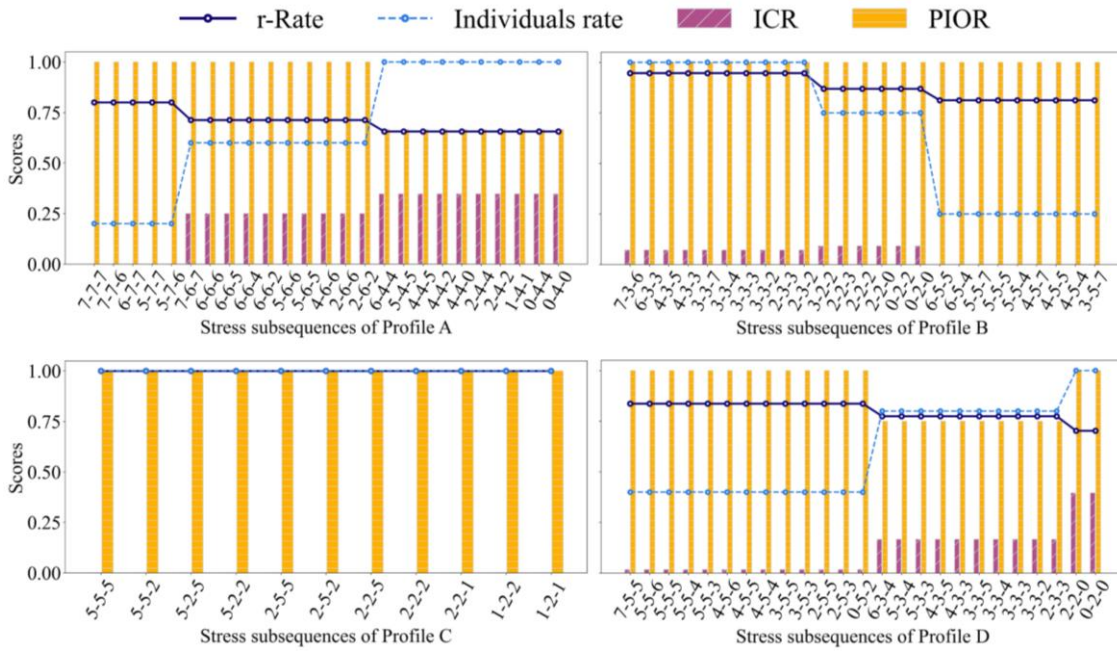 r-Rate Individuals rate ICR PIOR
1.00
0.75
0.50
0.25
0.00
Scores
7-7-7 7-7-6 6-7-7 5-7-7 5-7-6 7-6-7 6-6-6 6-6-5 6-6-4 6-6-2 5-6-6 5-6-5 4-6-6 2-6-6 2-6-2 6-4-4 5-4-5 4-4-5 4-4-2 4-4-0 2-4-4 2-4-2 1-4-1 0-4-4 0-4-0
Stress subsequences of Profile A
7-3-6 6-3-3 4-3-5 4-3-3 3-3-7 3-3-4 3-3-3 3-3-2 2-3-3 2-3-2 3-2-2 2-2-3 2-2-2 2-2-0 0-2-2 0-2-0 6-5-5 5-5-7 5-5-5 5-5-4 4-5-7 4-5-5 4-5-4 3-5-7
Stress subsequences of Profile B
1.00
0.75
0.50
0.25
0.00
Scores
5-5-5 5-5-2 5-2-5 5-2-2 2-5-5 2-5-2 2-2-5 2-2-2 2-2-1 1-2-2 1-2-1
Stress subsequences of Profile C
7-5-3 5-5-6 5-5-5 5-5-4 5-5-3 4-5-6 4-5-5 4-5-4 3-5-5 3-5-3 2-5-5 2-5-3 0-5-2 6-3-4 5-3-4 5-3-3 4-3-5 4-3-3 3-3-5 3-3-4 3-3-3 3-3-2 2-3-3 2-2-0 0-2-0
Stress subsequences of Profile D